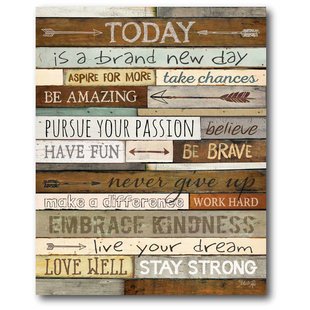 TODAY
is a brand new day
ASPIRE FOR MORE take chances
BE AMAZING
PURSUE YOUR PASSION believe
HAVE FUN BE BRAVE
never give up
make a difference WORK HARD
EMBRACE KINDNESS
live your dream
LOVE WELL STAY STRONG